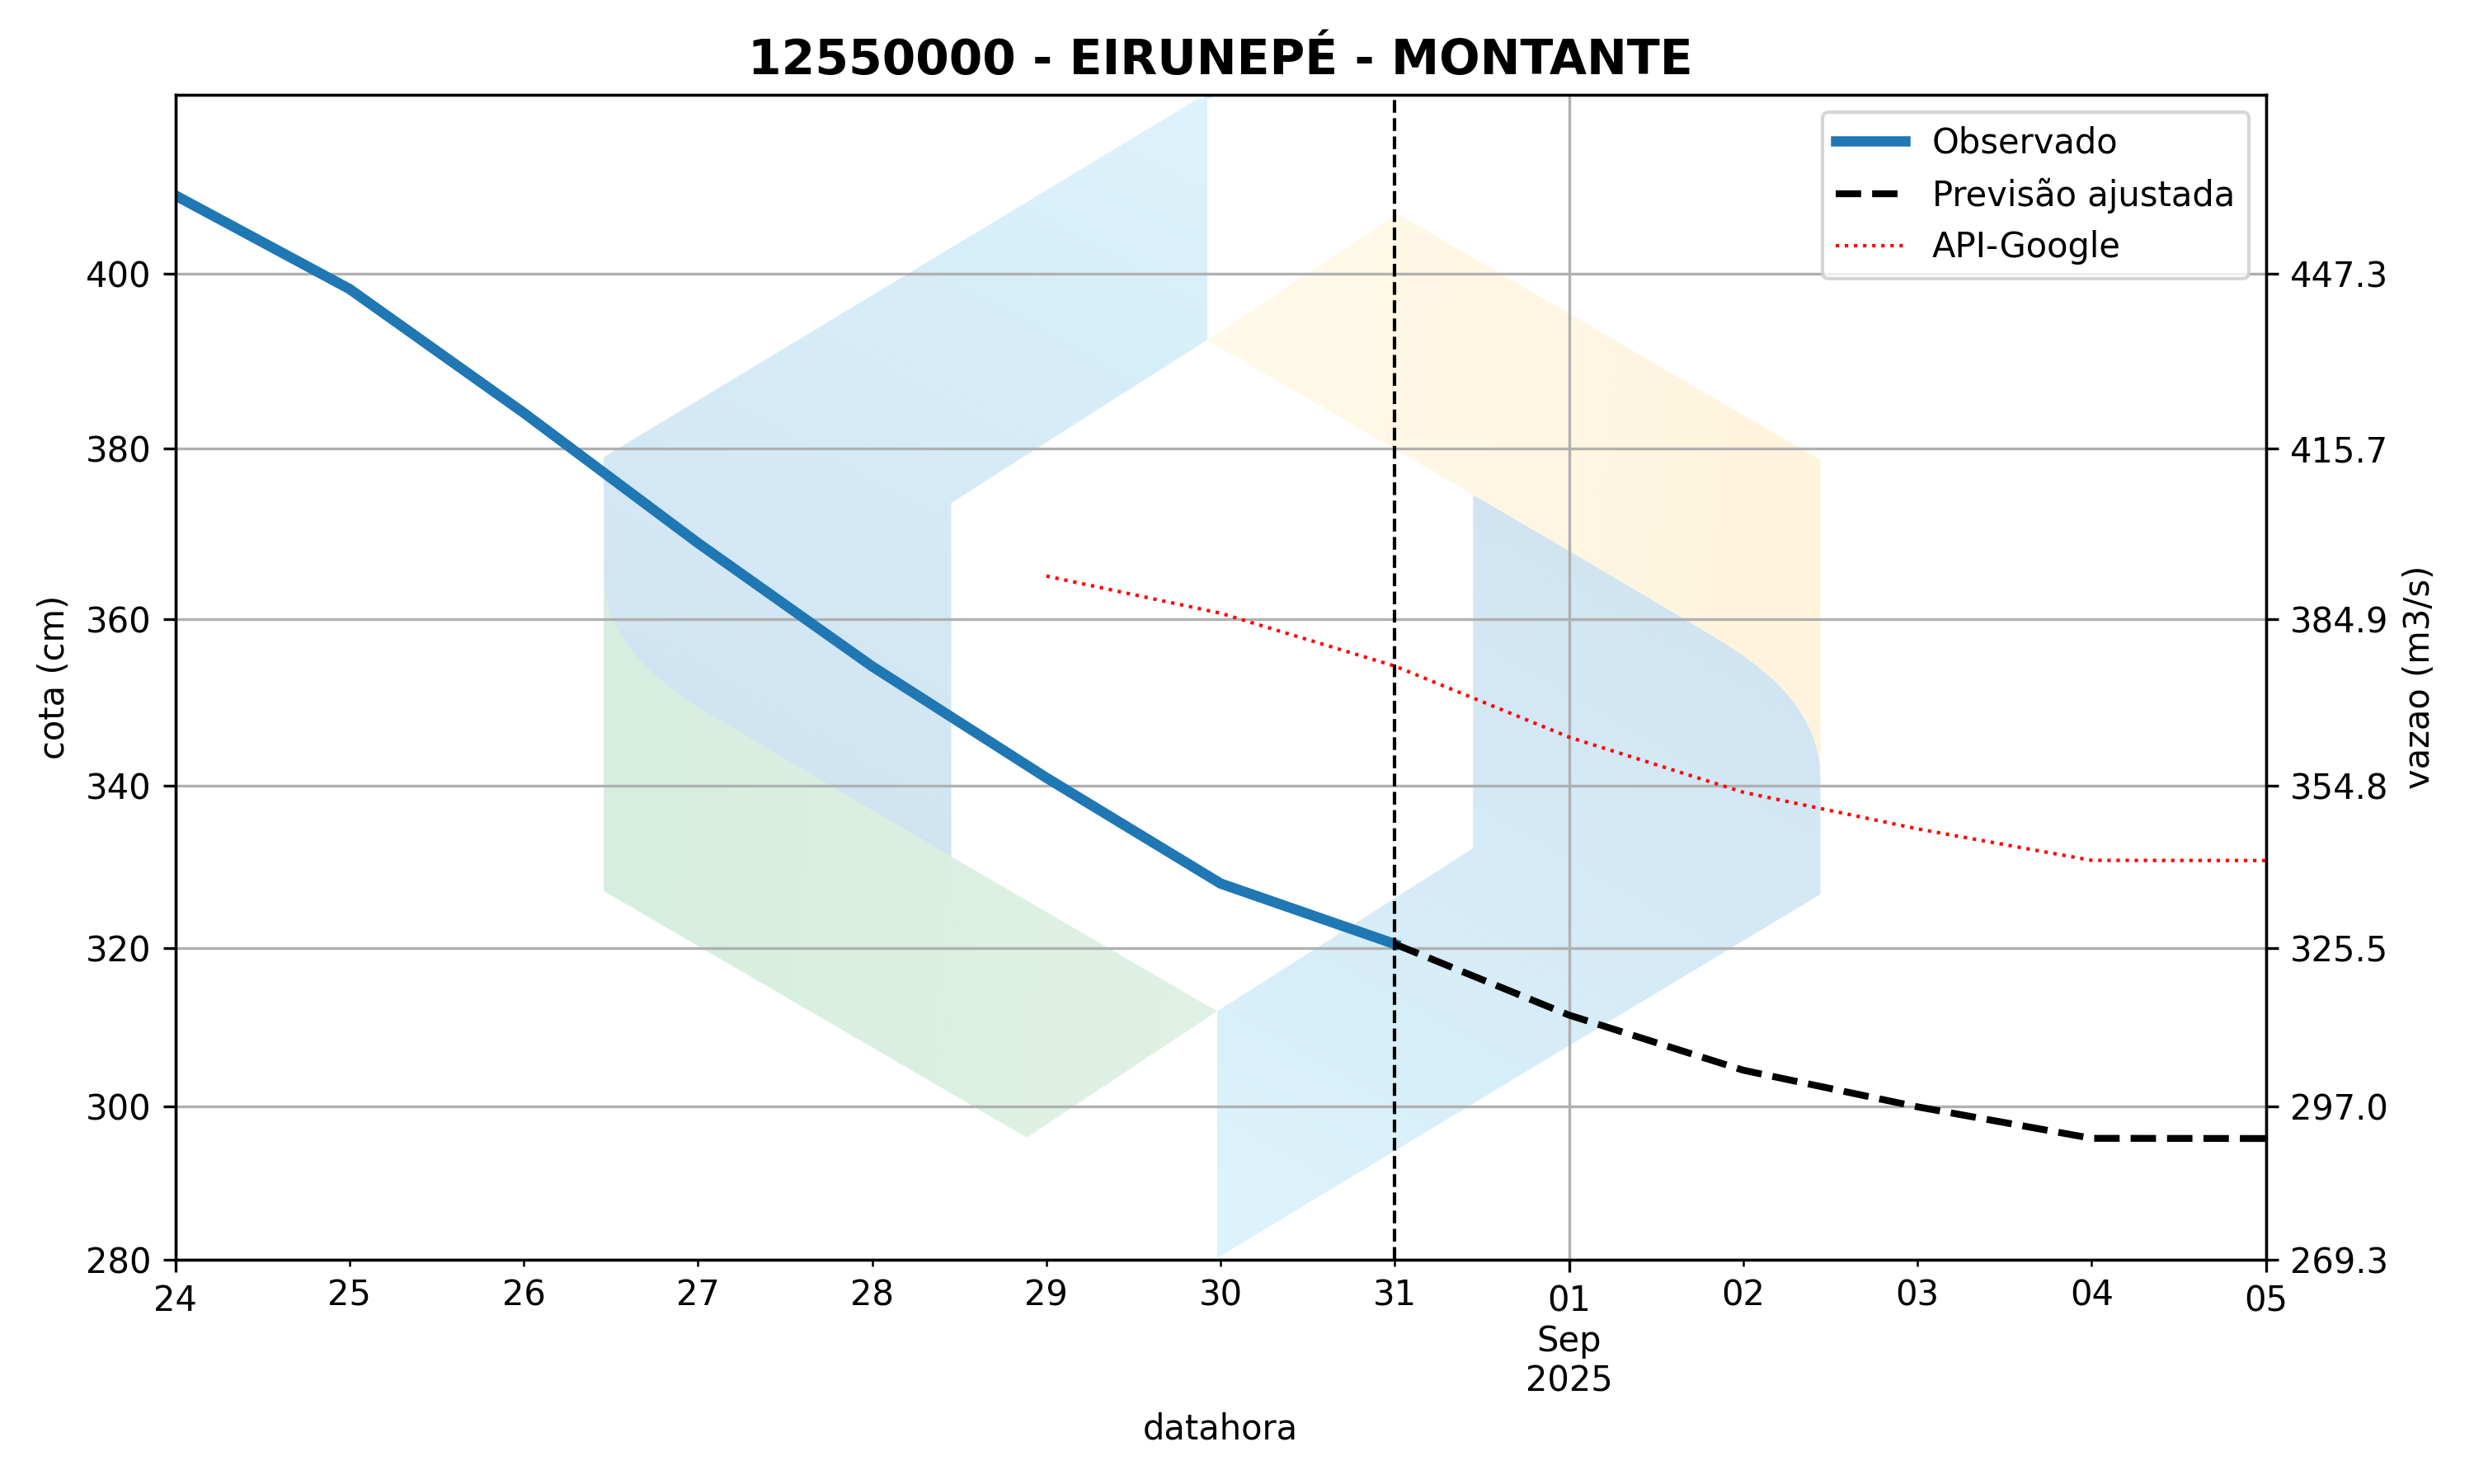 12550000 - EIRUNEPÉ - MONTANTE
Observado
Previsão ajustada
API-Google
400
380
360
340
320
300
280
cota (cm)
447.3
415.7
384.9
354.8
325.5
297.0
269.3
vazao (m3/s)
24 25 26 27 28 29 30 31 01 02 03 04 05
Sep
2025
datahora